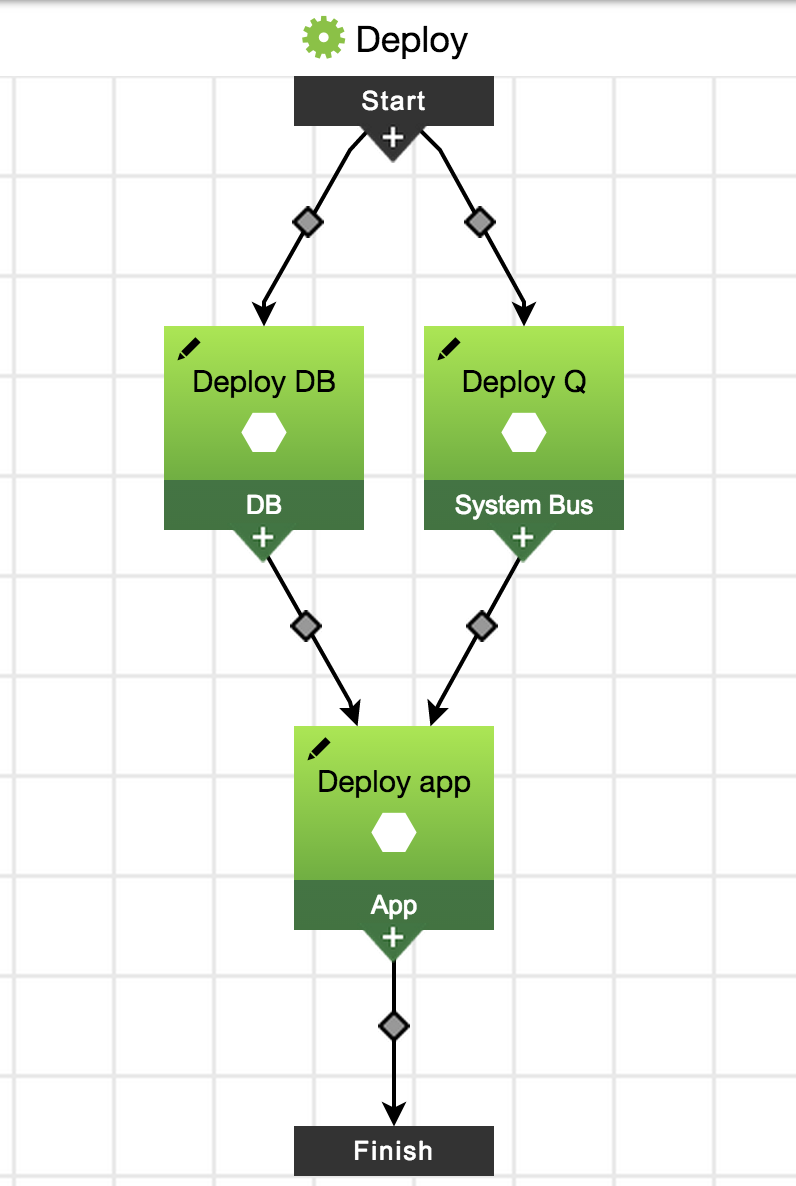 Deploy
Start
Deploy DB
DB
Deploy Q
System Bus
Deploy app
App
Finish